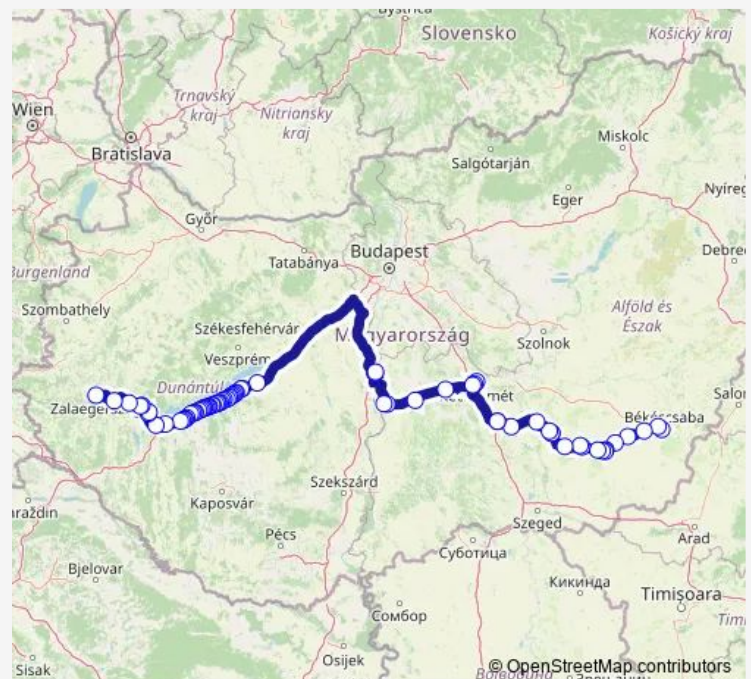 Bystrica
Slovensko
Košický kraj
Trnavský
kraj
Nitriansky
kraj
Wien
Bratislava
Miskolc
Salgótarján
Eger
Nyíreg
Győr
Budapest
Tatabánya
Debre
Burgenland
Alföld és
Észak
Szombathely
Székesfehérvár
Magyarország
Szolnok
Veszprém
Dunántúl
Zalaegerszeg
Kecskemét
Békéscsaba
Salon
Szekszárd
Kaposvár
Szeged
Pécs
Arad
Суботица
Bjelovar
Кикинда
Timișoara
Сомбор
Osijek
Sisak
© OpenStreetMap contributors